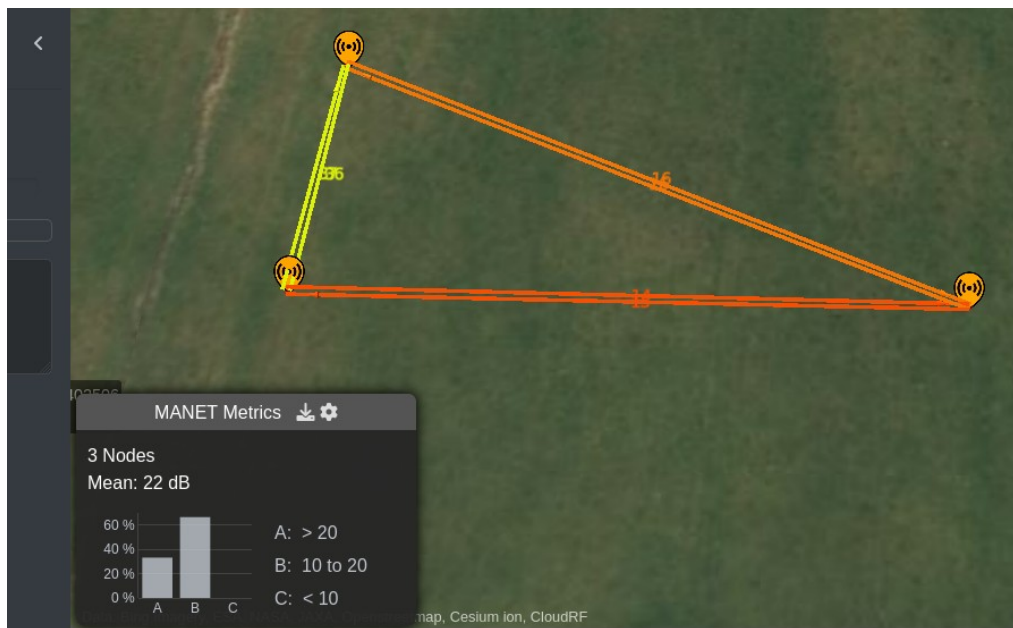 16
36
14
MANET Metrics
3 Nodes
Mean: 22 dB
60 %
40 %
20 %
0 %
A B C
A: > 20
B: 10 to 20
C: < 10
map, Cesium ion, CloudRF